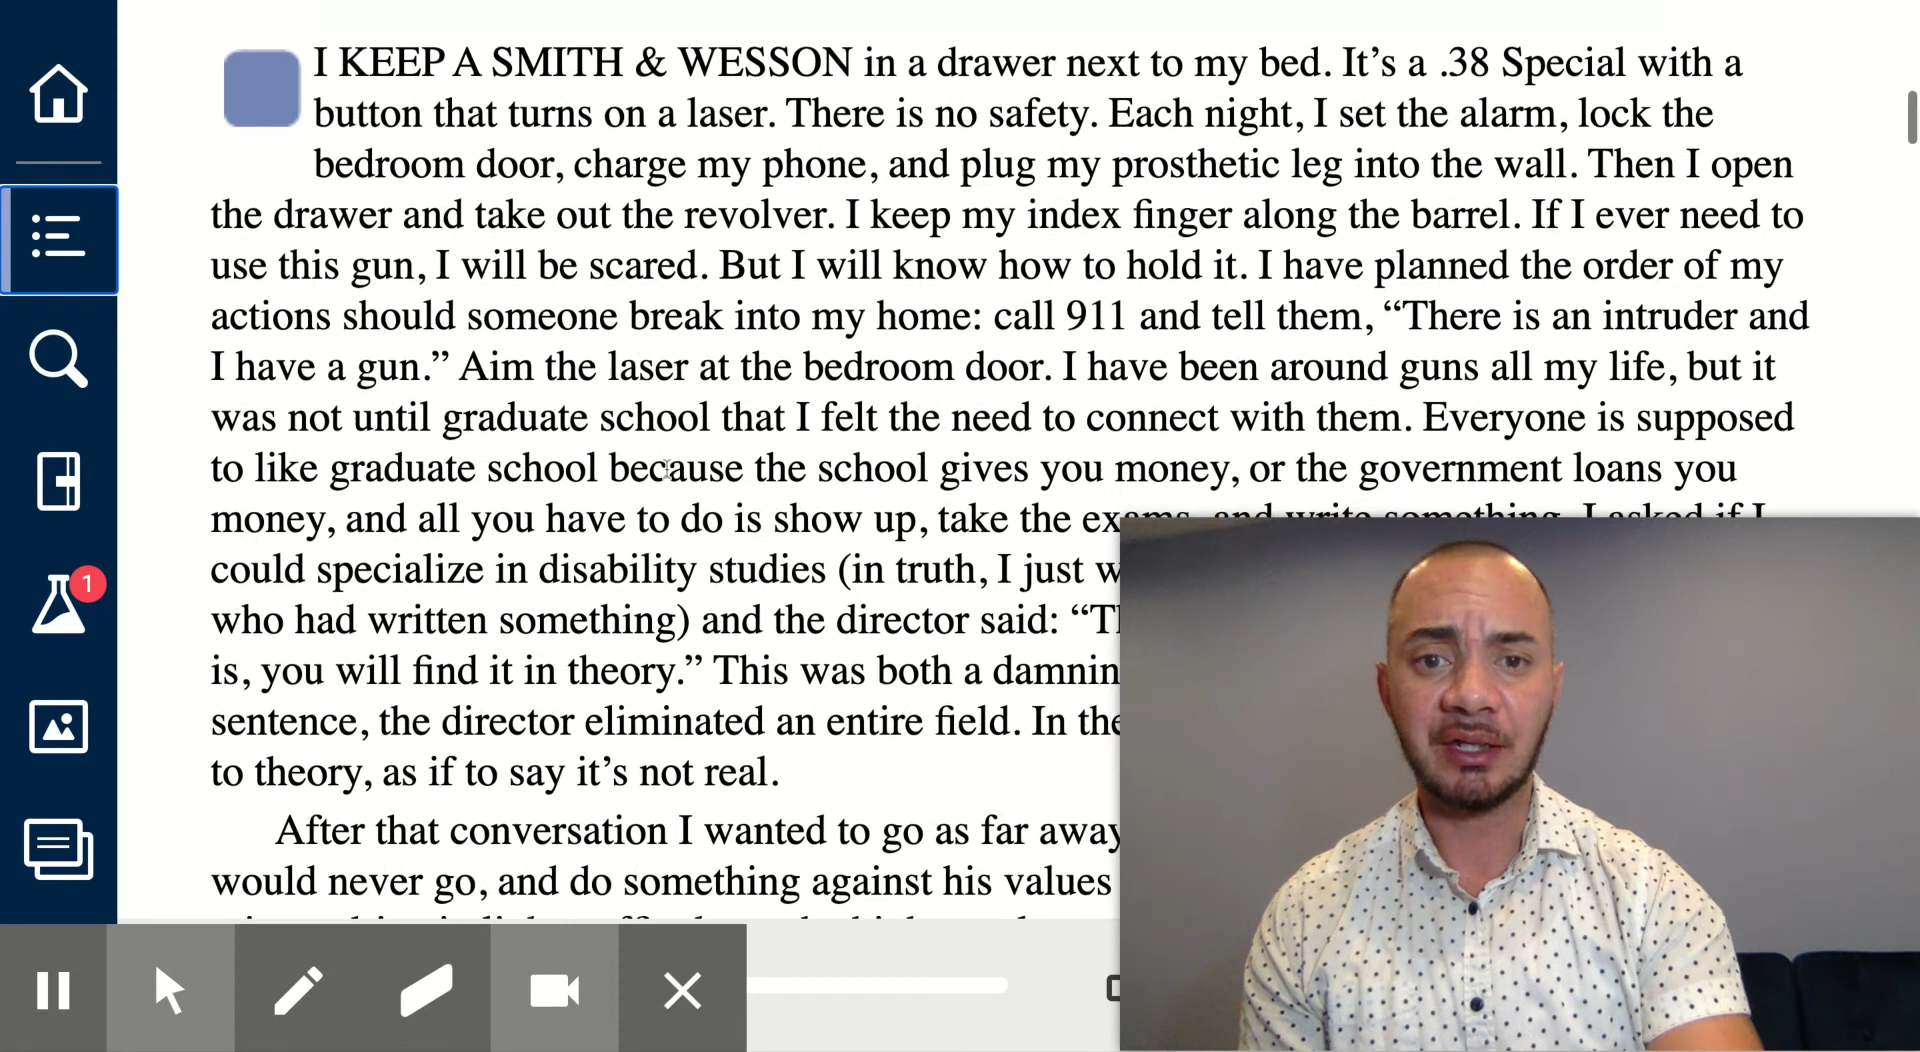 I KEEP A SMITH & WESSON in a drawer next to my bed. It’s a .38 Special with a
button that turns on a laser. There is no safety. Each night, I set the alarm, lock the
bedroom door, charge my phone, and plug my prosthetic leg into the wall. Then I open
the drawer and take out the revolver. I keep my index finger along the barrel. If I ever need to
use this gun, I will be scared. But I will know how to hold it. I have planned the order of my
actions should someone break into my home: call 911 and tell them, “There is an intruder and
I have a gun.” Aim the laser at the bedroom door. I have been around guns all my life, but it
was not until graduate school that I felt the need to connect with them. Everyone is supposed
to like graduate school because the school gives you money, or the government loans you
money, and all you have to do is show up, take the exams, and write something. I asked if I
could specialize in disability studies (in truth, I just
who had written something) and the director said:
is, you will find it in theory.” This was both a
sentence, the director eliminated an entire field. In
to theory, as if to say it’s not real.
After that conversation I wanted to go as far away
would never go, and do something against his values
1